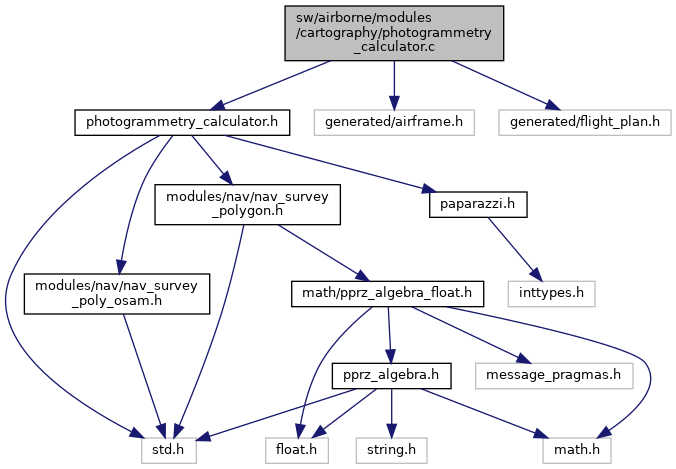 sw/airborne/modules
/cartography/photogrammetry
_calculator.c
photogrammetry_calculator.h
generated/airframe.h
generated/flight_plan.h
modules/nav/nav_survey
_polygon.h
paparazzi.h
modules/nav/nav_survey
_poly_osam.h
math/pprz_algebra_float.h
inttypes.h
pprz_algebra.h
message_pragmas.h
std.h
float.h
string.h
math.h